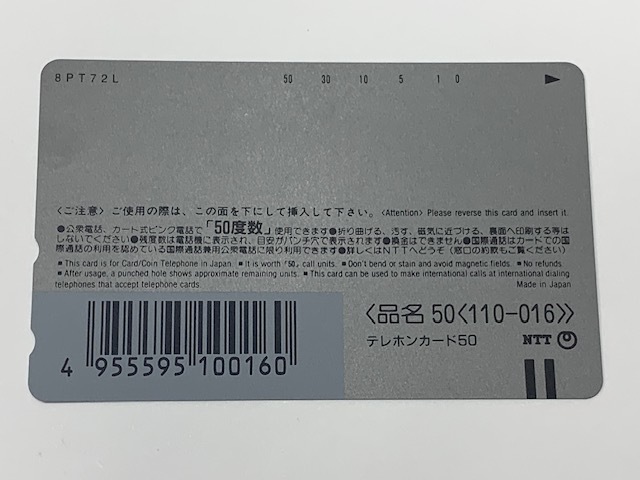 8PT72L 50 30 10 5 1 0
〈ご注意〉 ご使用の際は、この面を下にして挿入して下さい。 〈Attention〉 Please reverse this card and insert it.
●公衆電話、カード式ピンク電話で「50度数」使用できます●折り曲げる、汚す、磁気に近づける、裏面へ印刷する等は
しないでください●残度数は電話機に表示され、目安がパンチ穴で表示されます●換金はできません●国際通話はカードでの国
際通話の利用を認めている国際通話兼用公衆電話に限り利用できます●詳しくはNTTへどうぞ(窓口の約款もご覧ください)
■ This card is for Card/Coin Telephone in Japan. ■ It is worth「50」call units. ■ Don't bend or stain and avoid magnetic fields. ■ No refunds.
■ After usage, a punched hole shows approximate remaining units. ■ This card can be used to make international calls at international dialing
telephones that accept telephone cards. Made in Japan
〈品名 50〈110-016〉〉
テレホンカード50 NTT
4 955595 100160